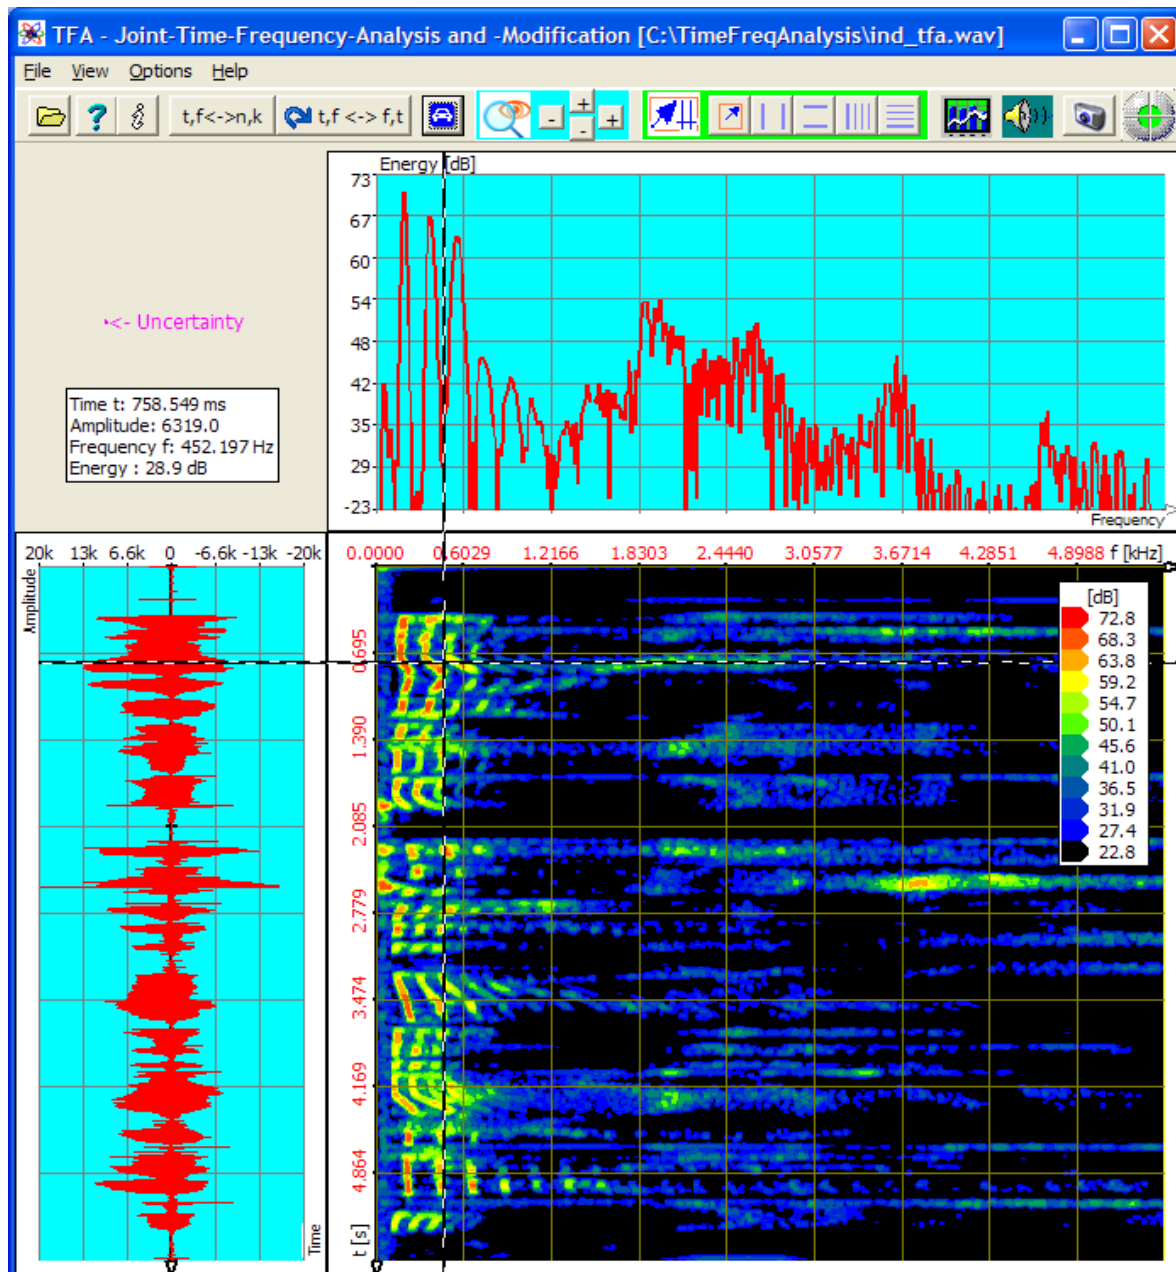 TFA - Joint-Time-Frequency-Analysis and -Modification [C:\TimeFreqAnalysis\ind_tfa.wav]
File View Options Help
t,f<->n,k t,f <-> f,t
Energy [dB]
73
67
60
54
48
42
35
29
-23
Frequency
<- Uncertainty
Time t: 758.549 ms
Amplitude: 6319.0
Frequency f: 452.197 Hz
Energy : 28.9 dB
20k 13k 6.6k 0 -6.6k -13k -20k
Amplitude
Time
0.0000 0.6029 1.2166 1.8303 2.4440 3.0577 3.6714 4.2851 4.8988 f [kHz]
0.695
1.390
2.085
2.779
3.474
4.169
4.864
t [s]
[dB]
72.8
68.3
63.8
59.2
54.7
50.1
45.6
41.0
36.5
31.9
27.4
22.8